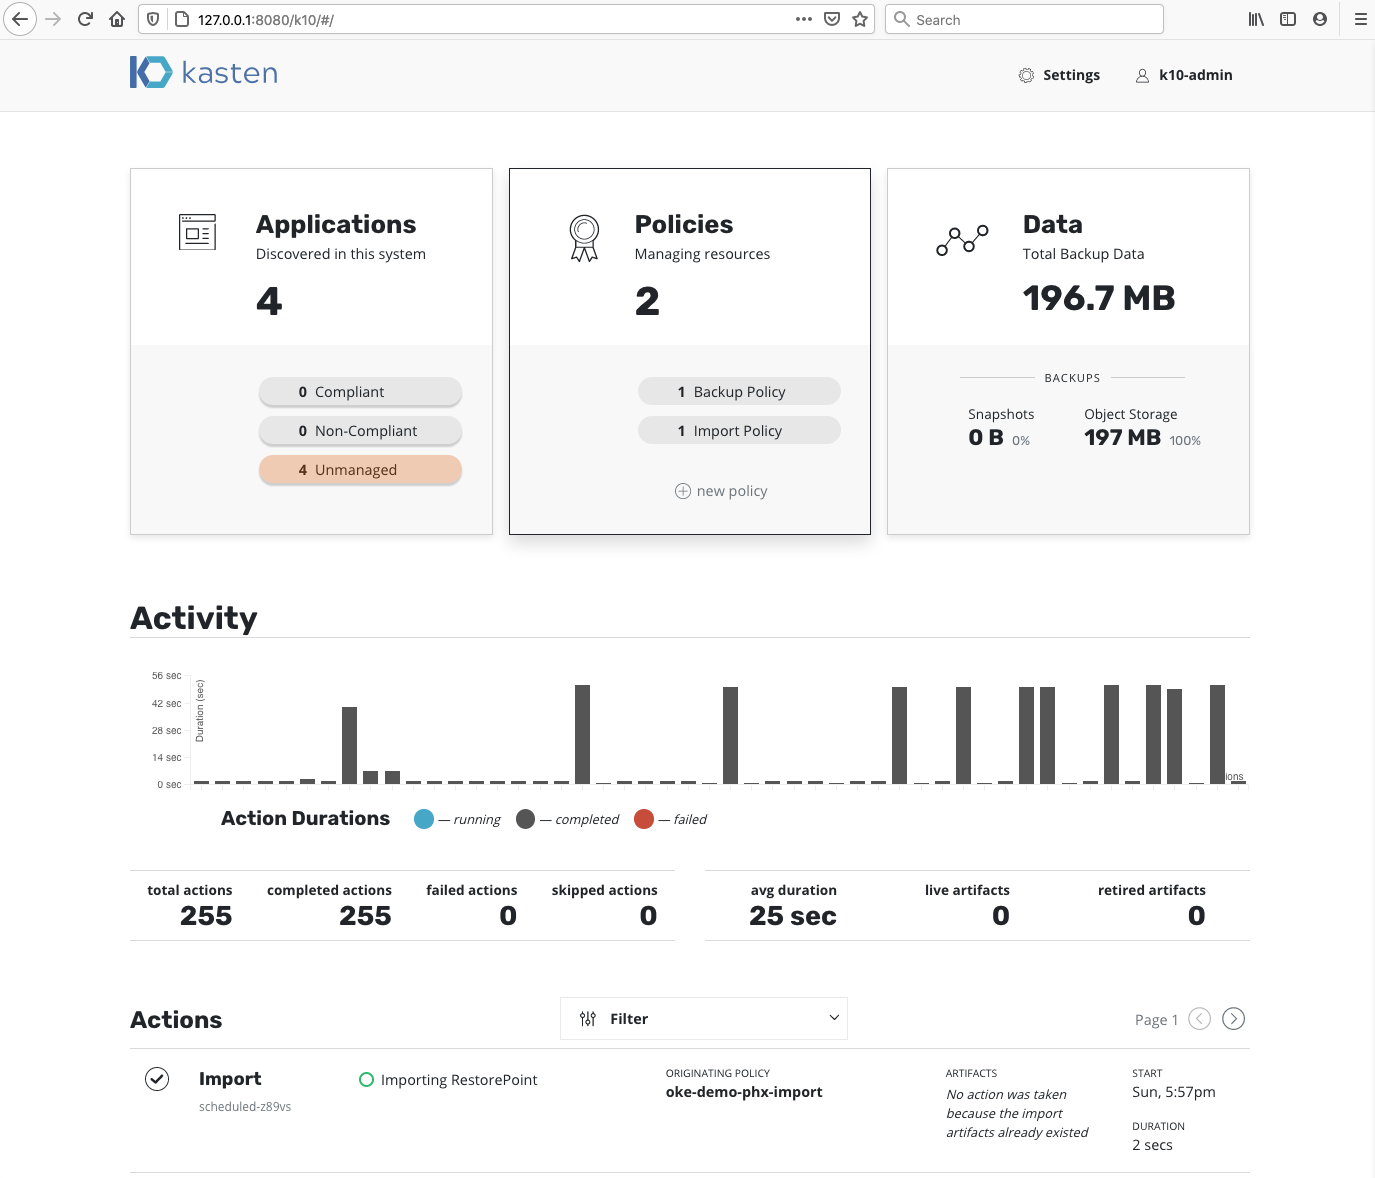 127.0.0.1:8080/k10/#/
Search
kasten
Settings
k10-admin
Applications
Discovered in this system
4
0 Compliant
0 Non-Compliant
4 Unmanaged
Policies
Managing resources
2
1 Backup Policy
1 Import Policy
new policy
Data
Total Backup Data
196.7 MB
BACKUPS
Snapshots
0 B 0%
Object Storage
197 MB 100%
Activity
56 sec
42 sec
28 sec
14 sec
0 sec
Duration (sec)
ions
Action Durations
— running
— completed
— failed
total actions
255
completed actions
255
failed actions
0
skipped actions
0
avg duration
25 sec
live artifacts
0
retired artifacts
0
Actions
Filter
Page 1
Import
scheduled-z89vs
Importing RestorePoint
ORIGINATING POLICY
oke-demo-phx-import
ARTIFACTS
No action was taken
because the import
artifacts already existed
START
Sun, 5:57pm
DURATION
2 secs